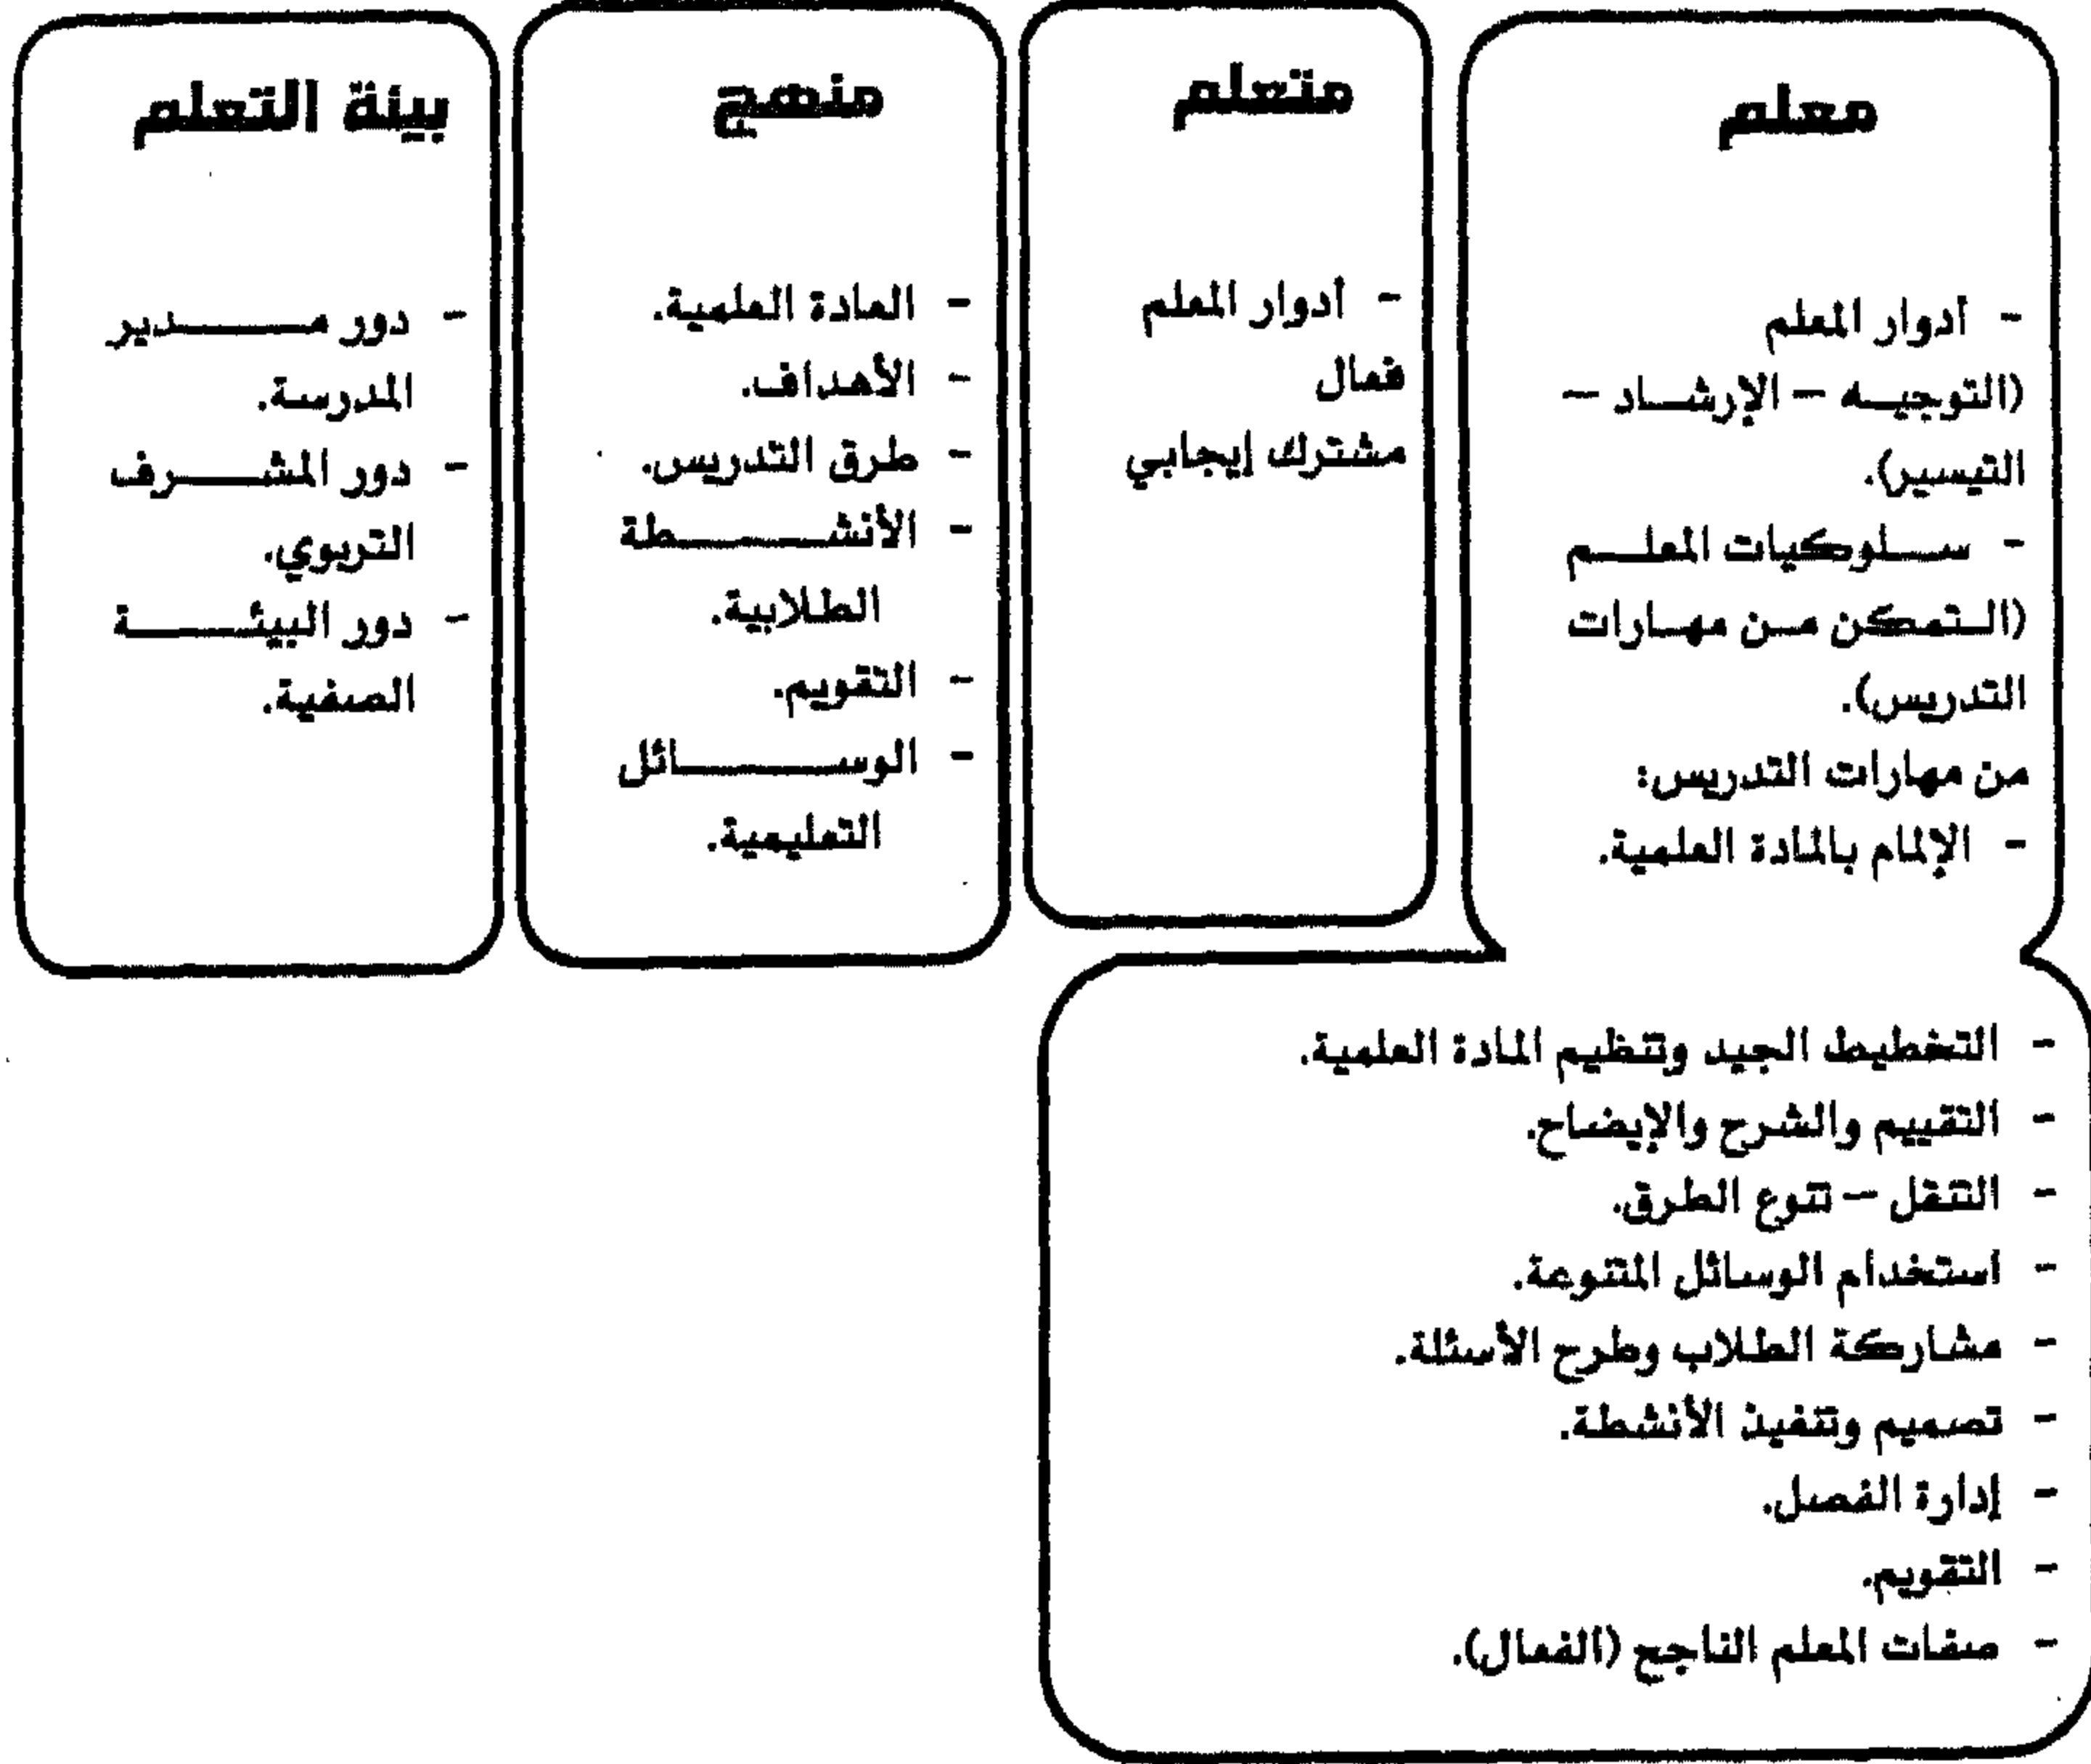 معلم
- أدوار المعلم
(التوجيه – الإرشاد –
التيسير).
- سلوكيات المعلم
(التمكن من مهارات
التدريس).
من مهارات التدريس:
- الإلمام بالمادة العلمية.
- التخطيط الجيد وتنظيم المادة العلمية.
- التقييم والشرح والإيضاح.
- التنقل – تنوع الطرق.
- استخدام الوسائل المتنوعة.
- مشاركة الطلاب وطرح الأسئلة.
- تصميم وتنفيذ الأنشطة.
- إدارة الفصل.
- التقويم.
- صفات المعلم الناجح (الفعال).
متعلم
- أدوار المعلم
فعال
مشترك إيجابي
منهج
- المادة العلمية.
- الأهداف.
- طرق التدريس.
- الأنشطة
الطلابية.
- التقويم.
- الوسائل
التعليمية.
بيئة التعلم
- دور مدير
المدرسة.
- دور المشرف
التربوي.
- دور البيئة
الصفية.